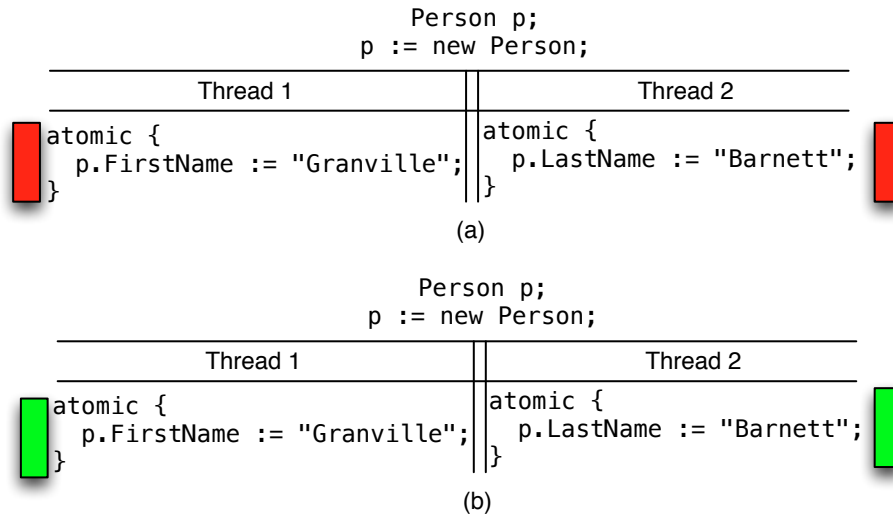 Person p;
p := new Person;
Thread 1
Thread 2
atomic {
p.FirstName := "Granville";
}
atomic {
p.LastName := "Barnett";
}
(a)
Person p;
p := new Person;
Thread 1
Thread 2
atomic {
p.FirstName := "Granville";
}
atomic {
p.LastName := "Barnett";
}
(b)